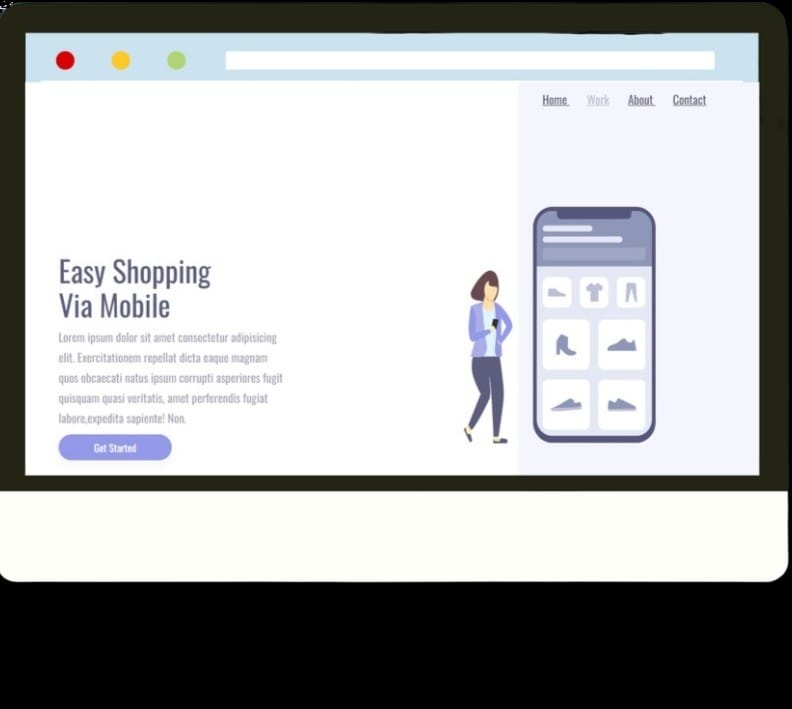 Home Work About Contact
Easy Shopping
Via Mobile
Lorem ipsum dolor sit amet consectetur adipisicing
elit. Exercitationem repellat dicta eaque magnam
quos obcaecati natus ipsum corrupti asperiores fugit
quisquam quasi veritatis, amet perferendis fugiat
labore,expedita sapiente! Non.
Get Started